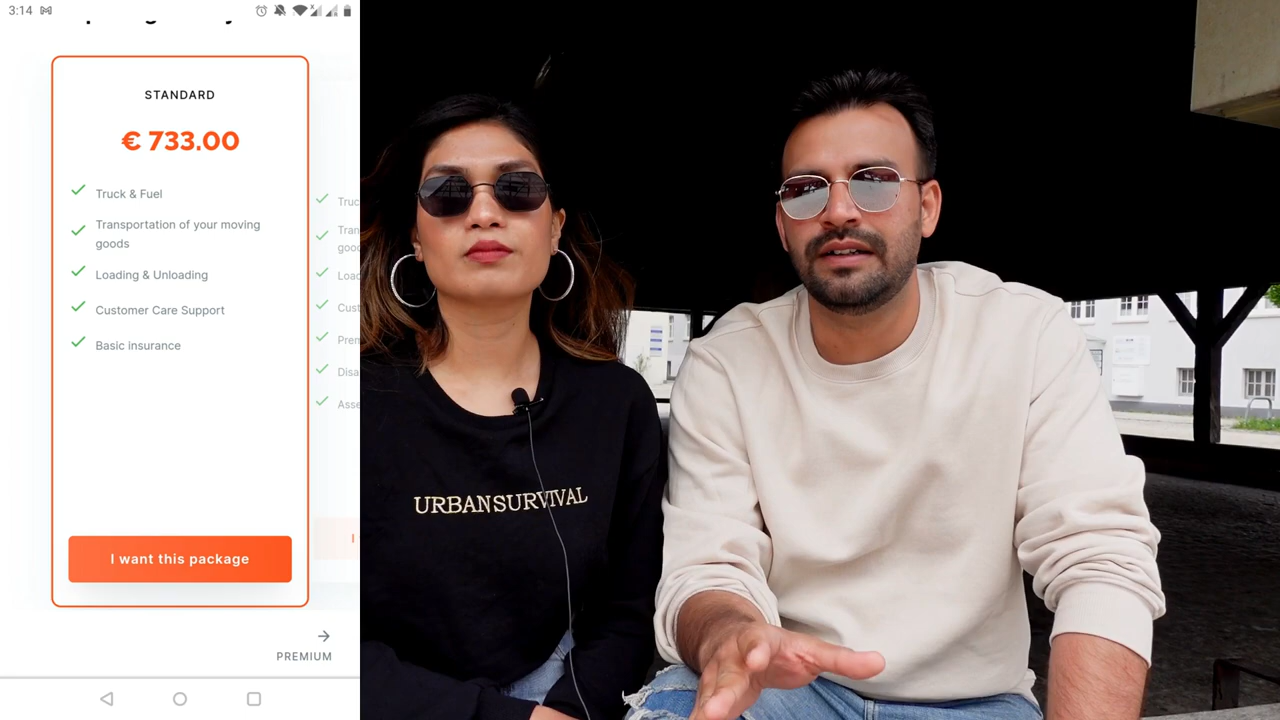 3:14
STANDARD
€ 733.00
Truck & Fuel
Transportation of your moving
goods
Loading & Unloading
Customer Care Support
Basic insurance
I want this package
PREMIUM
URBANSURVIVAL